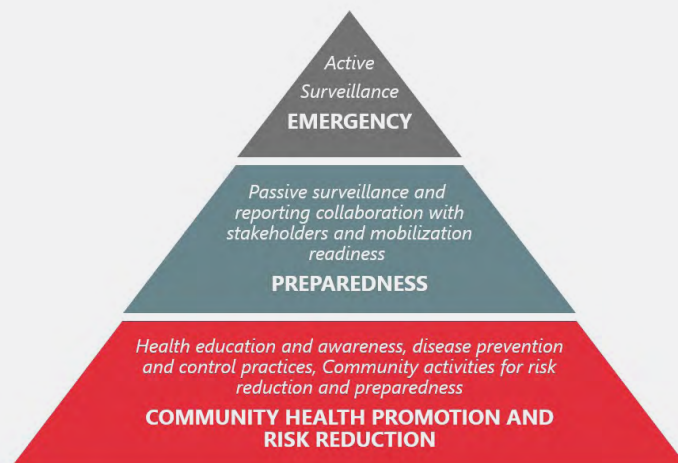 Active
Surveillance
EMERGENCY
Passive surveillance and
reporting collaboration with
stakeholders and mobilization
readiness
PREPAREDNESS
Health education and awareness, disease prevention
and control practices, Community activities for risk
reduction and preparedness
COMMUNITY HEALTH PROMOTION AND
RISK REDUCTION